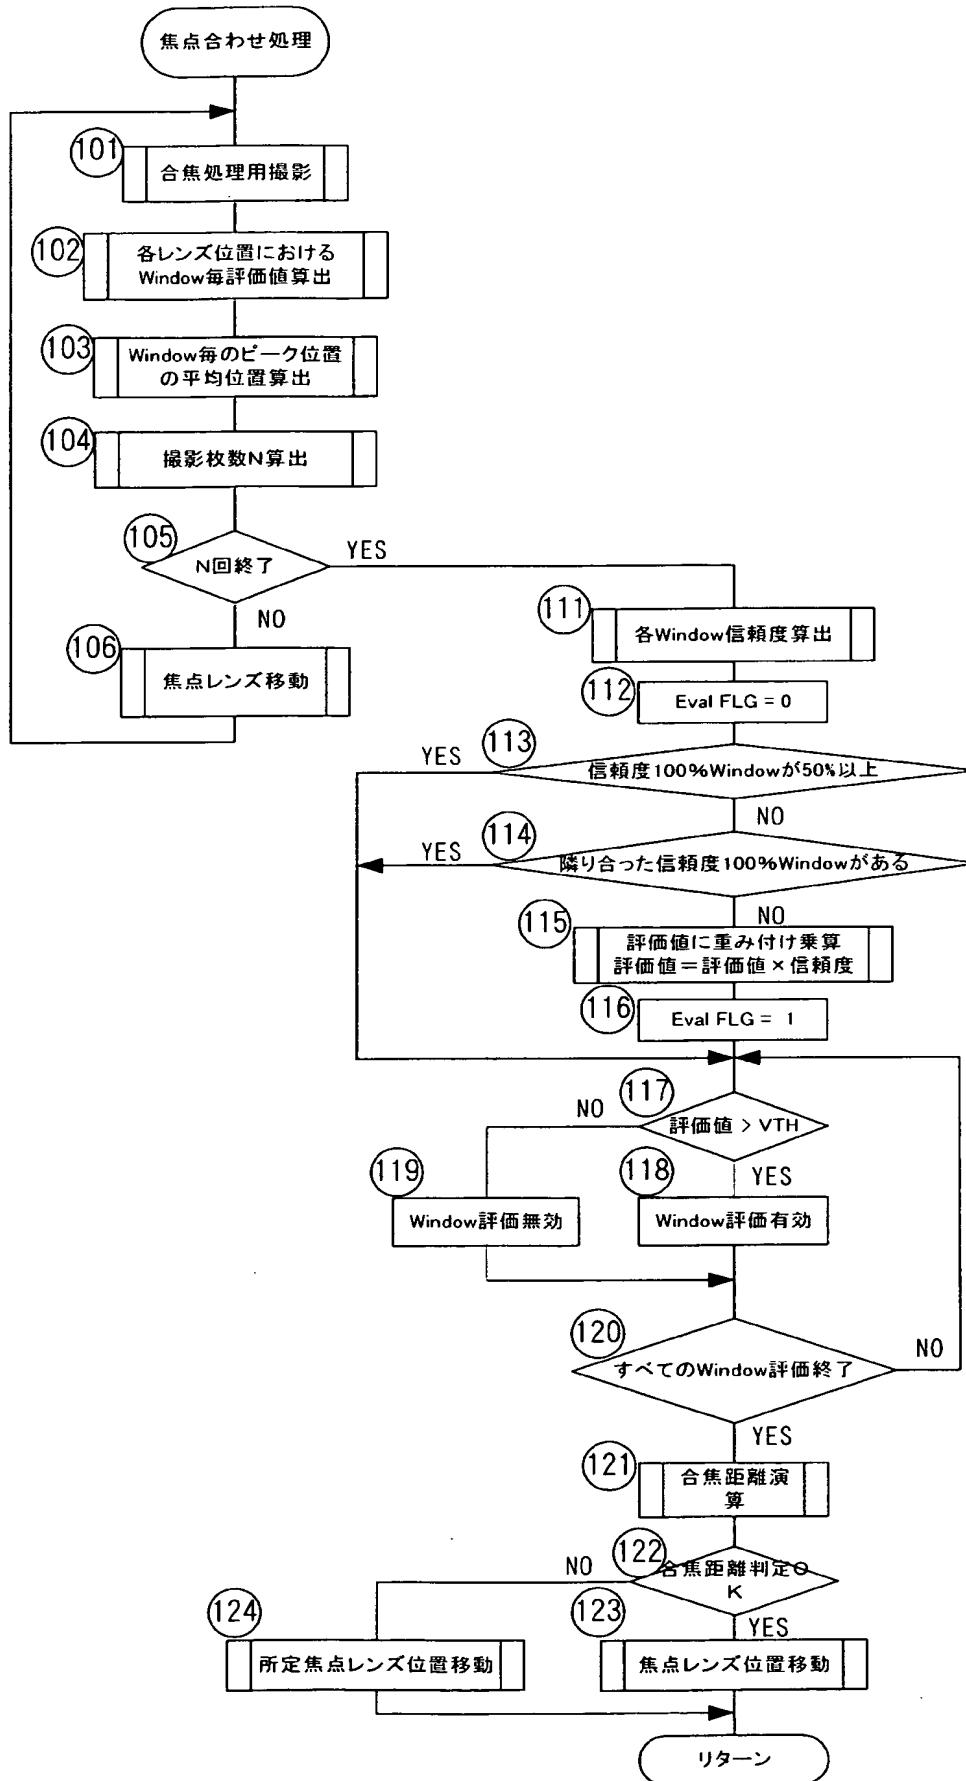 焦点合わせ処理
101
合焦処理用撮影
102
各レンズ位置における
Window毎評価値算出
103
Window毎のピーク位置
の平均位置算出
104
撮影枚数N算出
105
N回終了
YES
NO
106
焦点レンズ移動
111
各Window信頼度算出
112
Eval FLG = 0
113
YES
信頼度100%Windowが50%以上
NO
114
YES
隣り合った信頼度100%Windowがある
NO
115
評価値に重み付け乗算
評価値=評価値×信頼度
116
Eval FLG = 1
117
NO
評価値 > VTH
YES
119
Window評価無効
118
Window評価有効
120
すべてのWindow評価終了
NO
YES
121
合焦距離演
算
122
NO
合焦距離判定O
K
YES
124
所定焦点レンズ位置移動
123
焦点レンズ位置移動
リターン